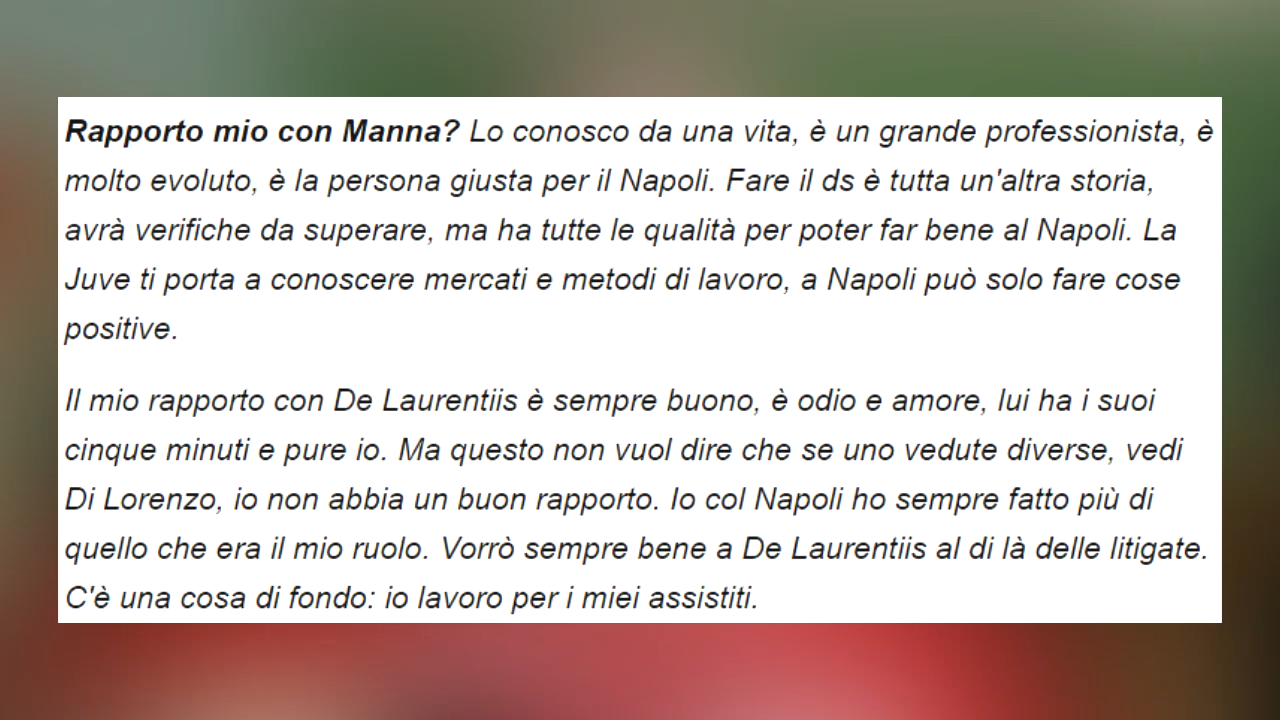 Rapporto mio con Manna? Lo conosco da una vita, è un grande professionista, è
molto evoluto, è la persona giusta per il Napoli. Fare il ds è tutta un'altra storia,
avrà verifiche da superare, ma ha tutte le qualità per poter far bene al Napoli. La
Juve ti porta a conoscere mercati e metodi di lavoro, a Napoli può solo fare cose
positive.
Il mio rapporto con De Laurentiis è sempre buono, è odio e amore, lui ha i suoi
cinque minuti e pure io. Ma questo non vuol dire che se uno vedute diverse, vedi
Di Lorenzo, io non abbia un buon rapporto. Io col Napoli ho sempre fatto più di
quello che era il mio ruolo. Vorrò sempre bene a De Laurentiis al di là delle litigate.
C'è una cosa di fondo: io lavoro per i miei assistiti.